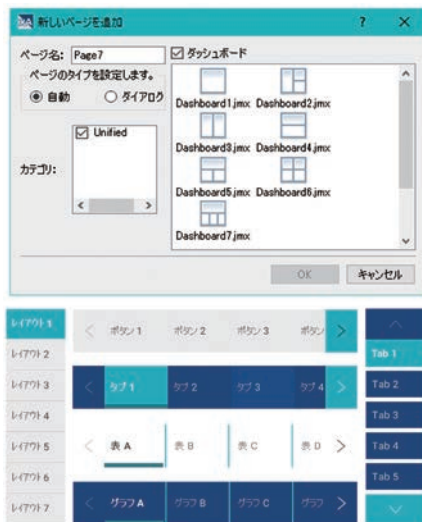 新しいページを追加
ページ名: Page7
ダッシュボード
ページのタイプを設定します。
自動 ダイアログ
カテゴリ:
Unified
Dashboard1.jmx Dashboard2.jmx
Dashboard3.jmx Dashboard4.jmx
Dashboard5.jmx Dashboard6.jmx
Dashboard7.jmx
OK キャンセル
レイアウト 1
レイアウト 2
レイアウト 3
レイアウト 4
レイアウト 5
レイアウト 6
レイアウト 7
ボタン 1 ボタン 2 ボタン 3 ボタン
タブ 1 タブ 2 タブ 3 タブ 4
表 A 表 B 表 C 表 D
グラフ A グラフ B グラフ C グラフ
Tab 1
Tab 2
Tab 3
Tab 4
Tab 5